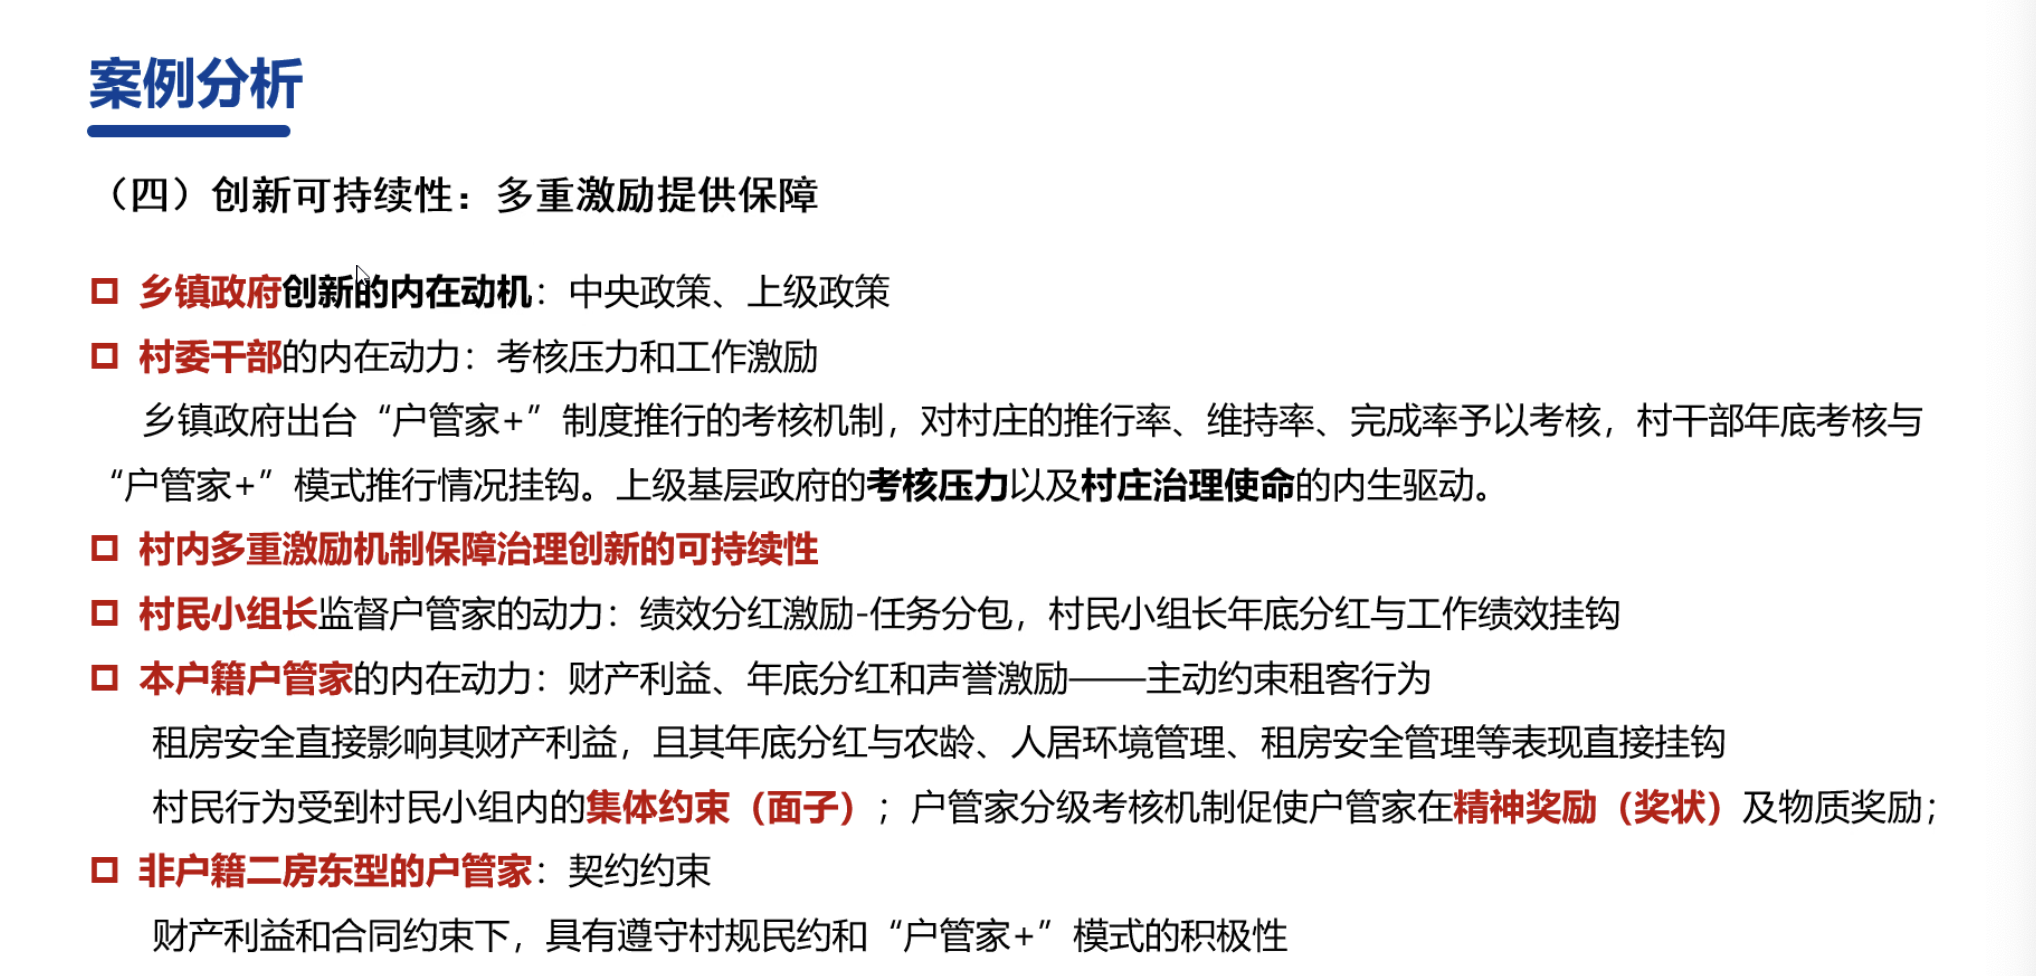 案例分析
（四）创新可持续性：多重激励提供保障
乡镇政府创新的内在动机：中央政策、上级政策
村委干部的内在动力：考核压力和工作激励
乡镇政府出台“户管家+”制度推行的考核机制，对村庄的推行率、维持率、完成率予以考核，村干部年底考核与
“户管家+”模式推行情况挂钩。上级基层政府的考核压力以及村庄治理使命的内生驱动。
村内多重激励机制保障治理创新的可持续性
村民小组长监督户管家的动力：绩效分红激励-任务分包，村民小组长年底分红与工作绩效挂钩
本户籍户管家的内在动力：财产利益、年底分红和声誉激励——主动约束租客行为
租房安全直接影响其财产利益，且其年底分红与农龄、人居环境管理、租房安全管理等表现直接挂钩
村民行为受到村民小组内的集体约束（面子）；户管家分级考核机制促使户管家在精神奖励（奖状）及物质奖励；
非户籍二房东型的户管家：契约约束
财产利益和合同约束下，具有遵守村规民约和“户管家+”模式的积极性